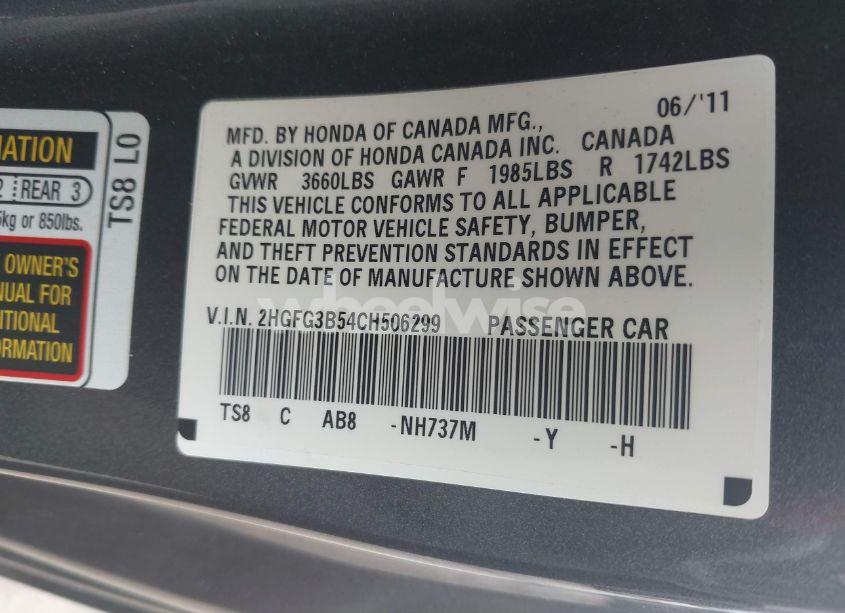 MATION
2 REAR 3
5kg or 850lbs.
OWNER'S
NUAL FOR
ITIONAL
ORMATION
TS8 L0
06/'11
MFD. BY HONDA OF CANADA MFG.,
A DIVISION OF HONDA CANADA INC. CANADA
GVWR 3660LBS GAWR F 1985LBS R 1742LBS
THIS VEHICLE CONFORMS TO ALL APPLICABLE
FEDERAL MOTOR VEHICLE SAFETY, BUMPER,
AND THEFT PREVENTION STANDARDS IN EFFECT
ON THE DATE OF MANUFACTURE SHOWN ABOVE.
wheelwise
V.I.N. 2HGFG3B54CH506299 PASSENGER CAR
TS8 C AB8 -NH737M -Y -H